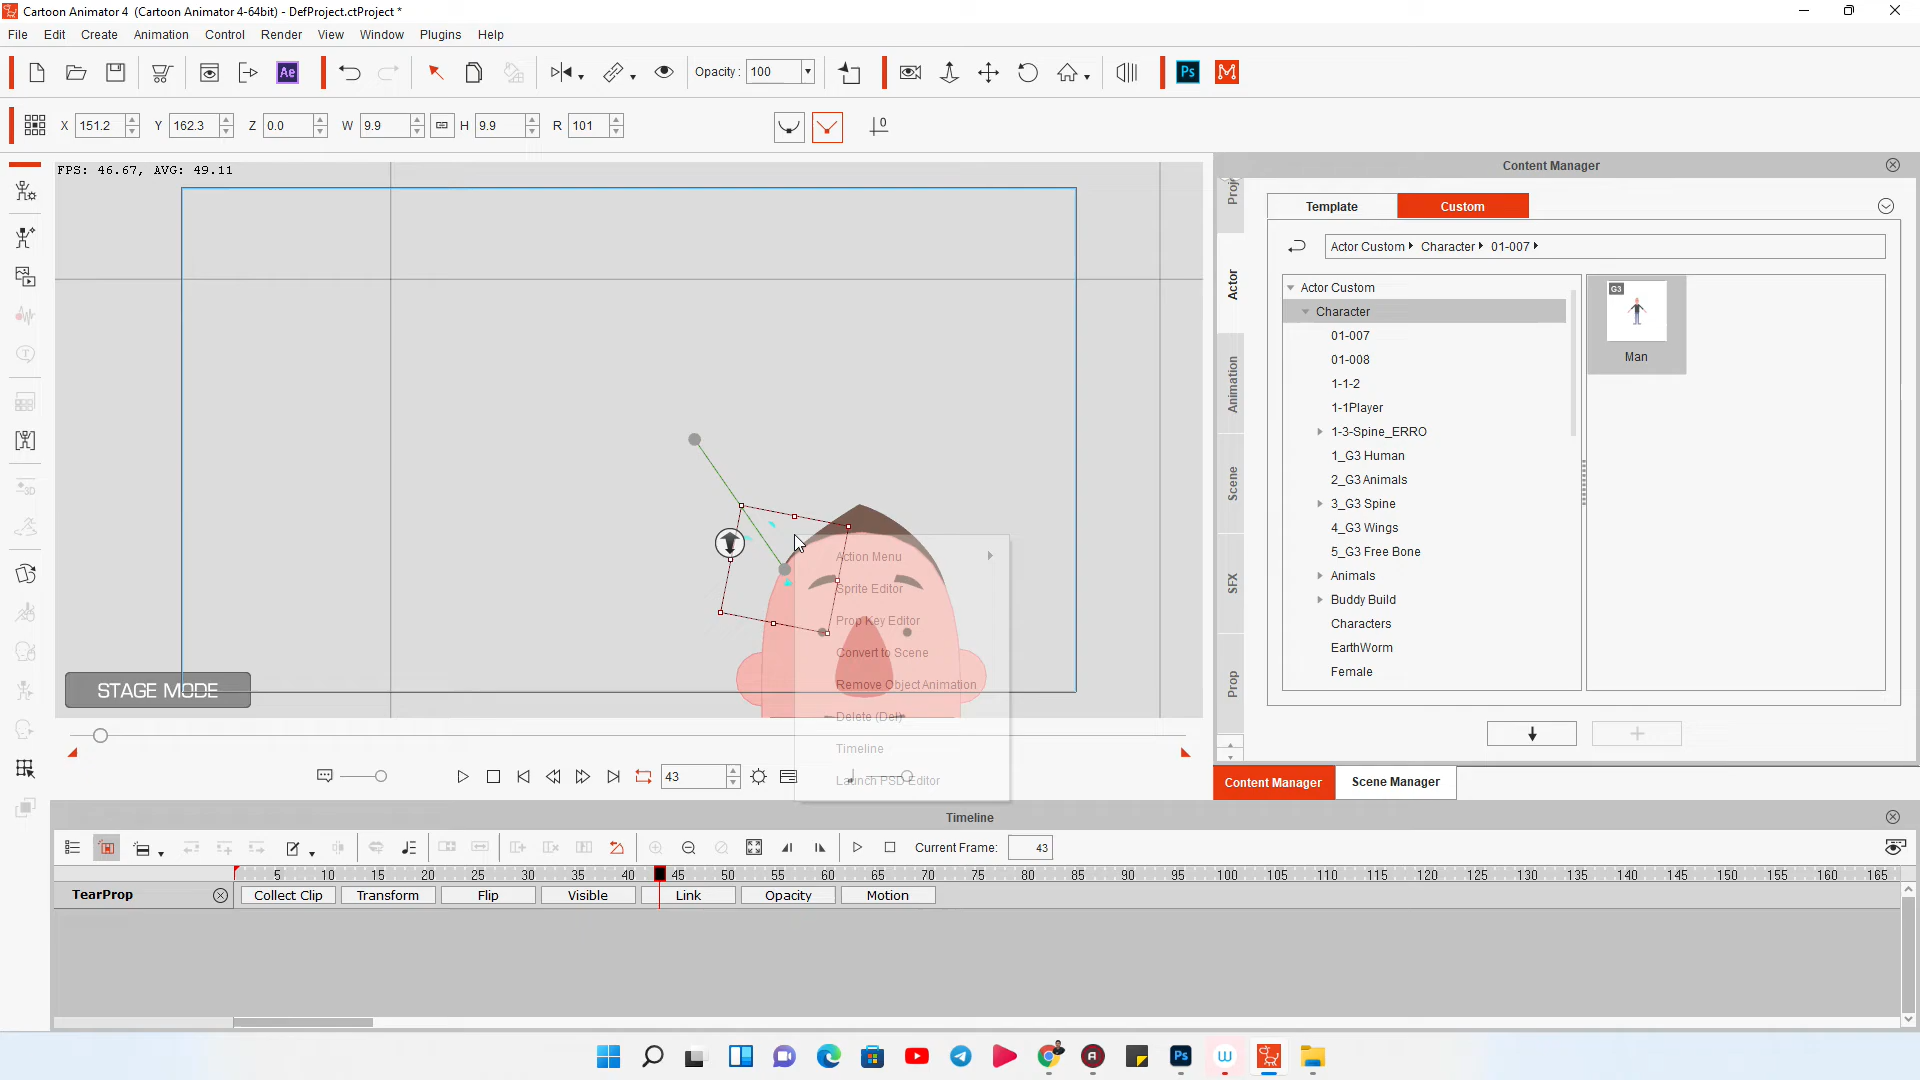 Cartoon Animator 4 (Cartoon Animator 4-64bit) - DefProject.ctProject *
File Edit Create Animation Control Render View Window Plugins Help
Ae Opacity : 100 Ps
X 151.2 Y 162.3 Z 0.0 W 9.9 H 9.9 R 101 0
FPS: 46.67, AVG: 49.11
Content Manager
Template Custom
Actor Custom Character 01-007
Actor Custom
Character
01-007
01-008
1-1-2
1-1Player
1-3-Spine_ERRO
1_G3 Human
2_G3 Animals
3_G3 Spine
4_G3 Wings
5_G3 Free Bone
Animals
Buddy Build
Characters
EarthWorm
Female
G3
Man
Proj
Actor
Animation
Scene
SFX
Prop
Action Menu
Sprite Editor
Prop Key Editor
Convert to Scene
Remove Object Animation
Delete (Del)
Timeline
Launch PSD Editor
STAGE MODE
43
Content Manager Scene Manager
Timeline
Current Frame: 43
5 10 15 20 25 30 35 40 45 50 55 60 65 70 75 80 85 90 95 100 105 110 115 120 125 130 135 140 145 150 155 160 165
TearProp Collect Clip Transform Flip Visible Link Opacity Motion
Ps